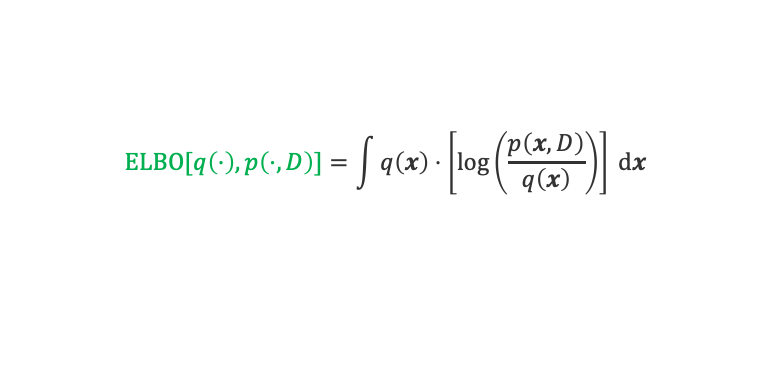 ELBO[q(·), p(·, D)] = ∫ q(𝒙) · [log(p(𝒙, D) / q(𝒙))] d𝒙